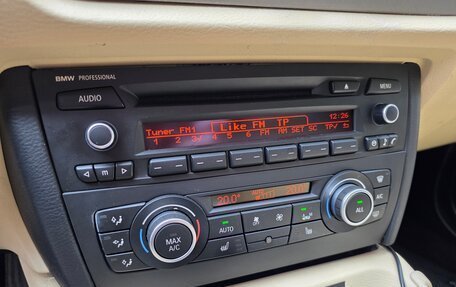 BMW PROFESSIONAL
AUDIO
MENU
12:26
Tuner FM1 Like FM TP
1 2 3/ 4 5 6 FM AM SET SC TP/
m
20.0°
AUTO
MAX
A/C
ALL